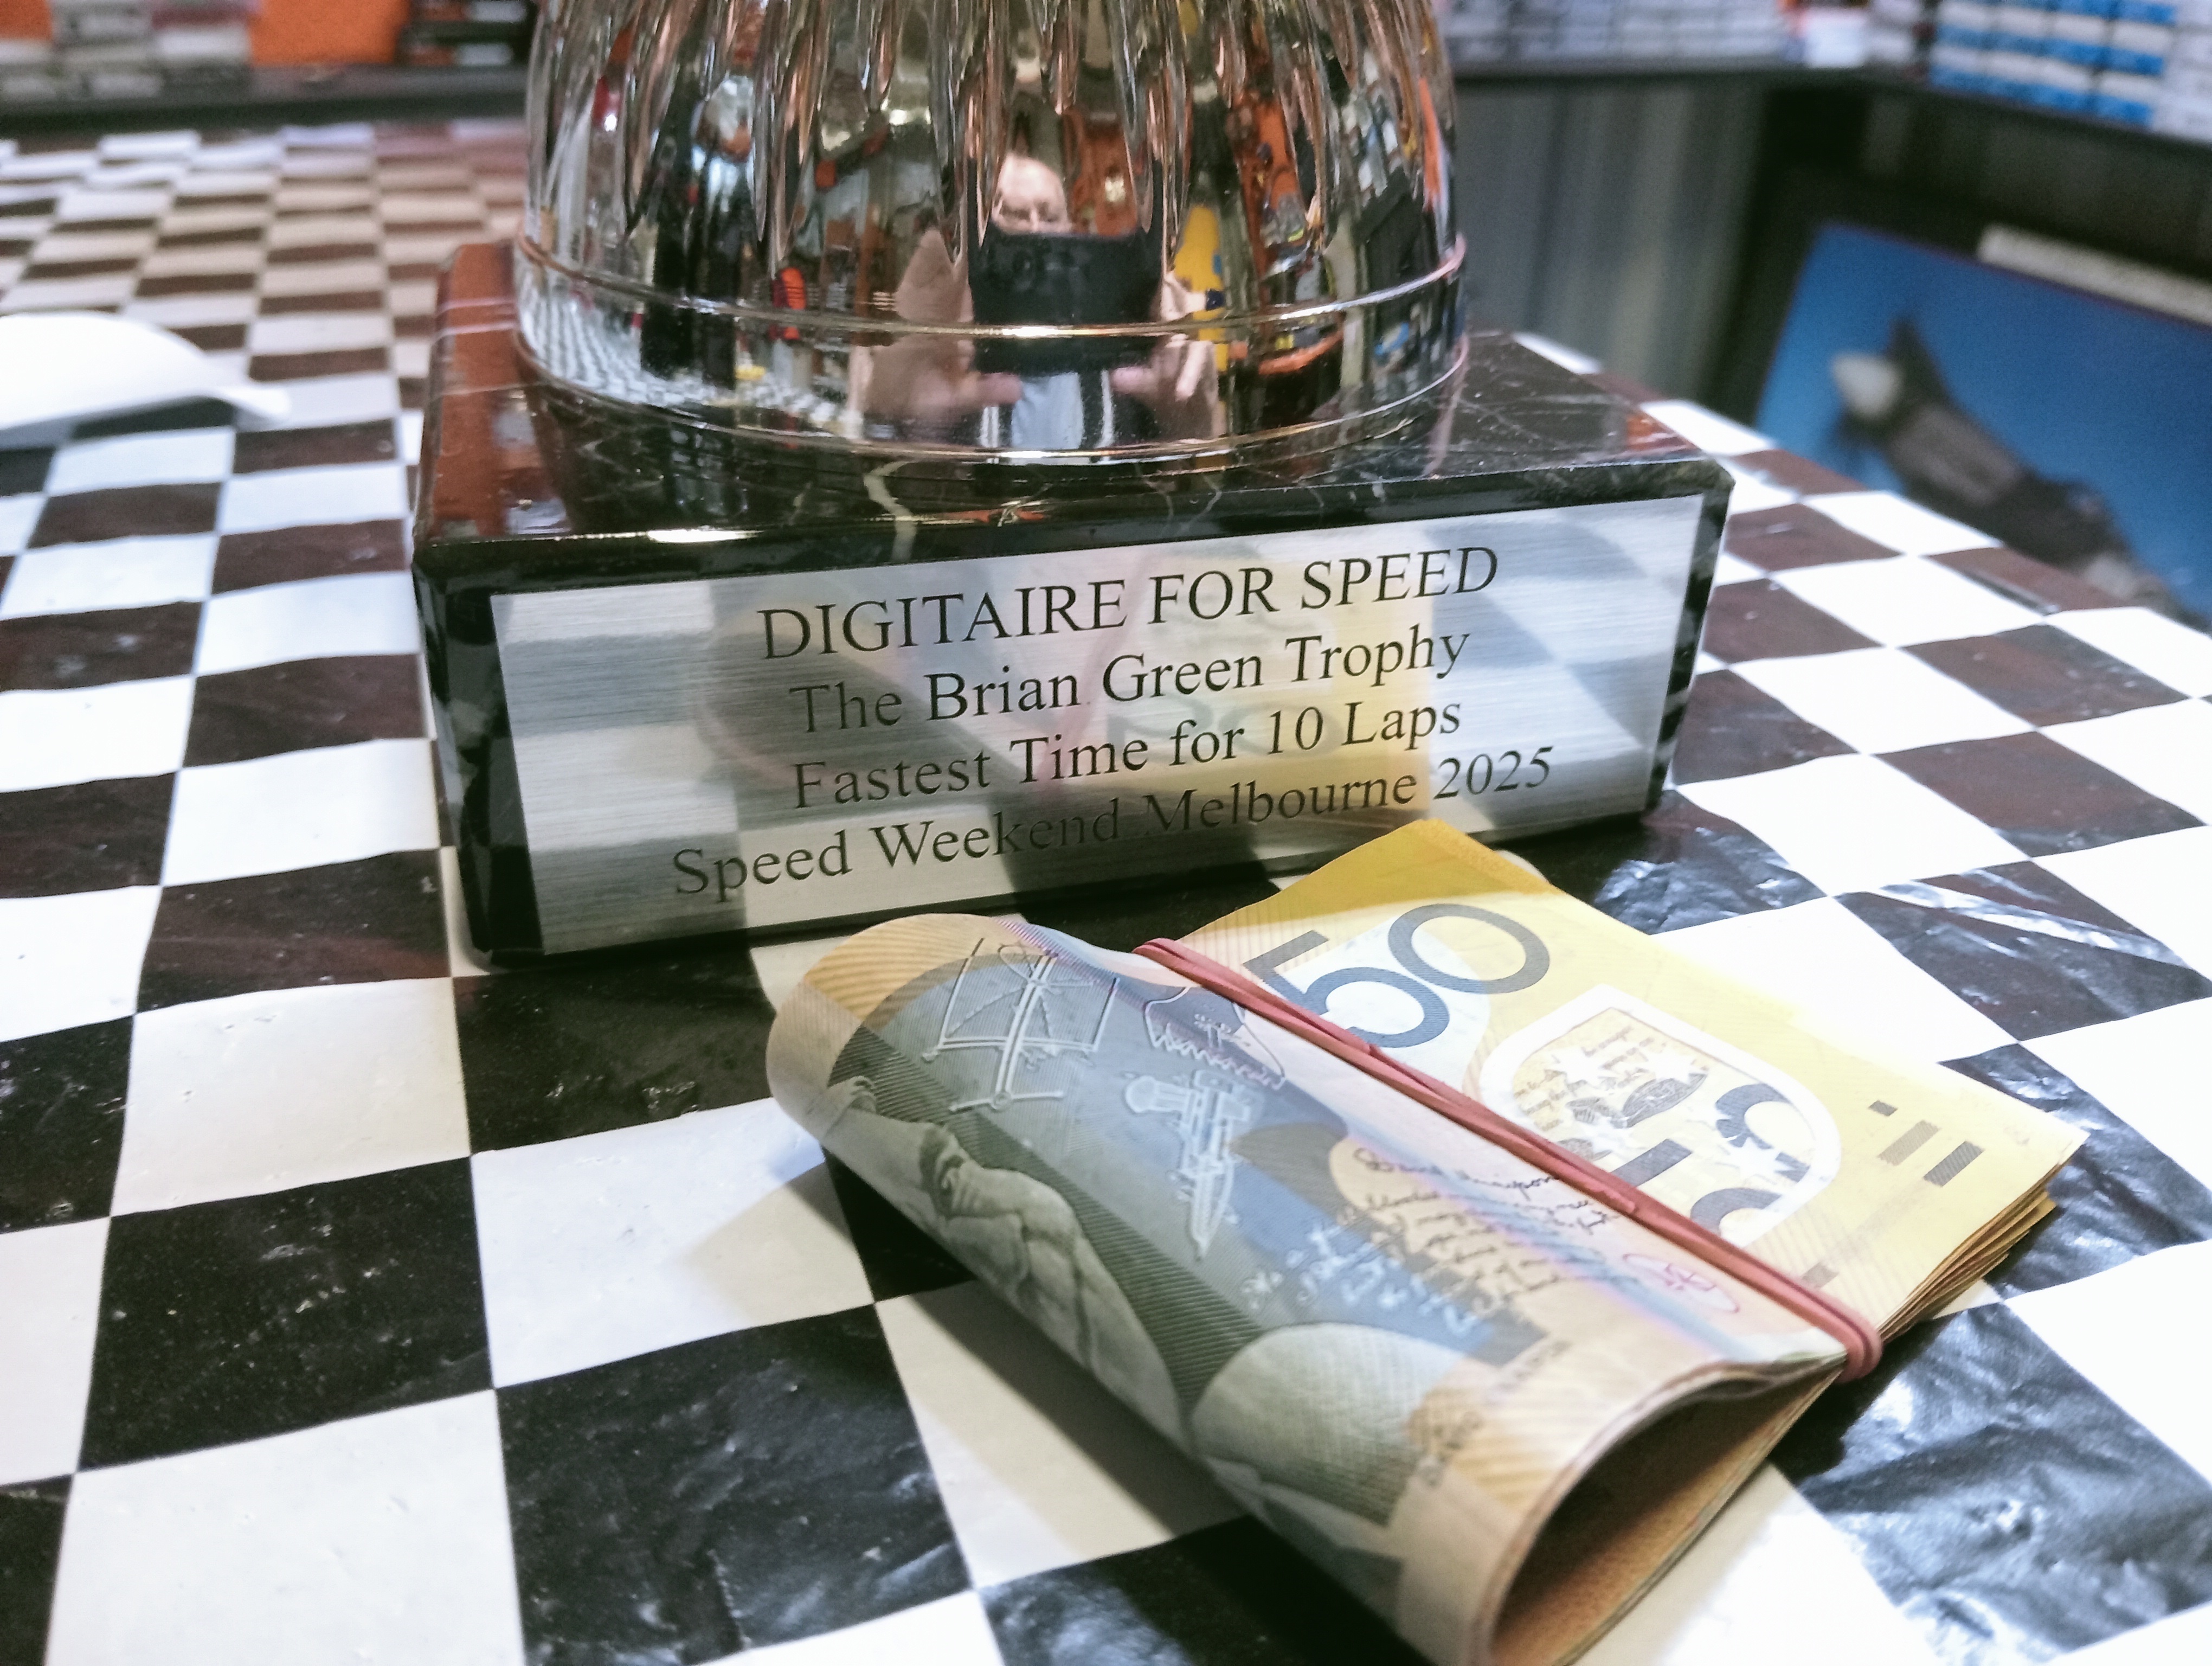 DIGITAIRE FOR SPEED
The Brian Green Trophy
Fastest Time for 10 Laps
Speed Weekend Melbourne 2025
50